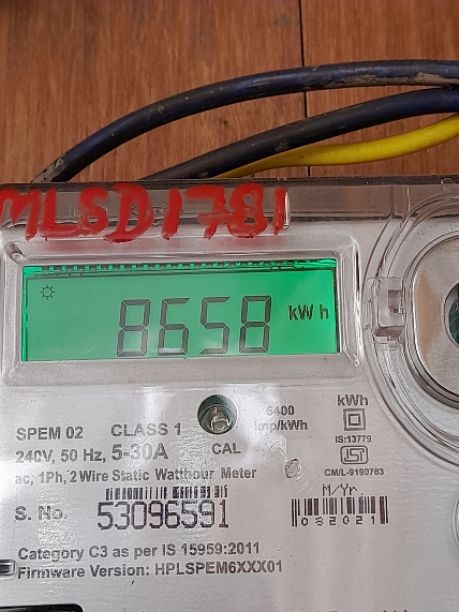 MLSD1781
8658 kWh
SPEM 02 CLASS 1
240V, 50 Hz, 5-30A
CAL
6400
imp/kWh
kWh
IS:13779
ISI
CM/L-9190783
ac, 1Ph, 2 Wire Static Watthour Meter
M/Yr.
S. No. 53096591
082021
Category C3 as per IS 15959:2011
Firmware Version: HPLSPEM6XXX01